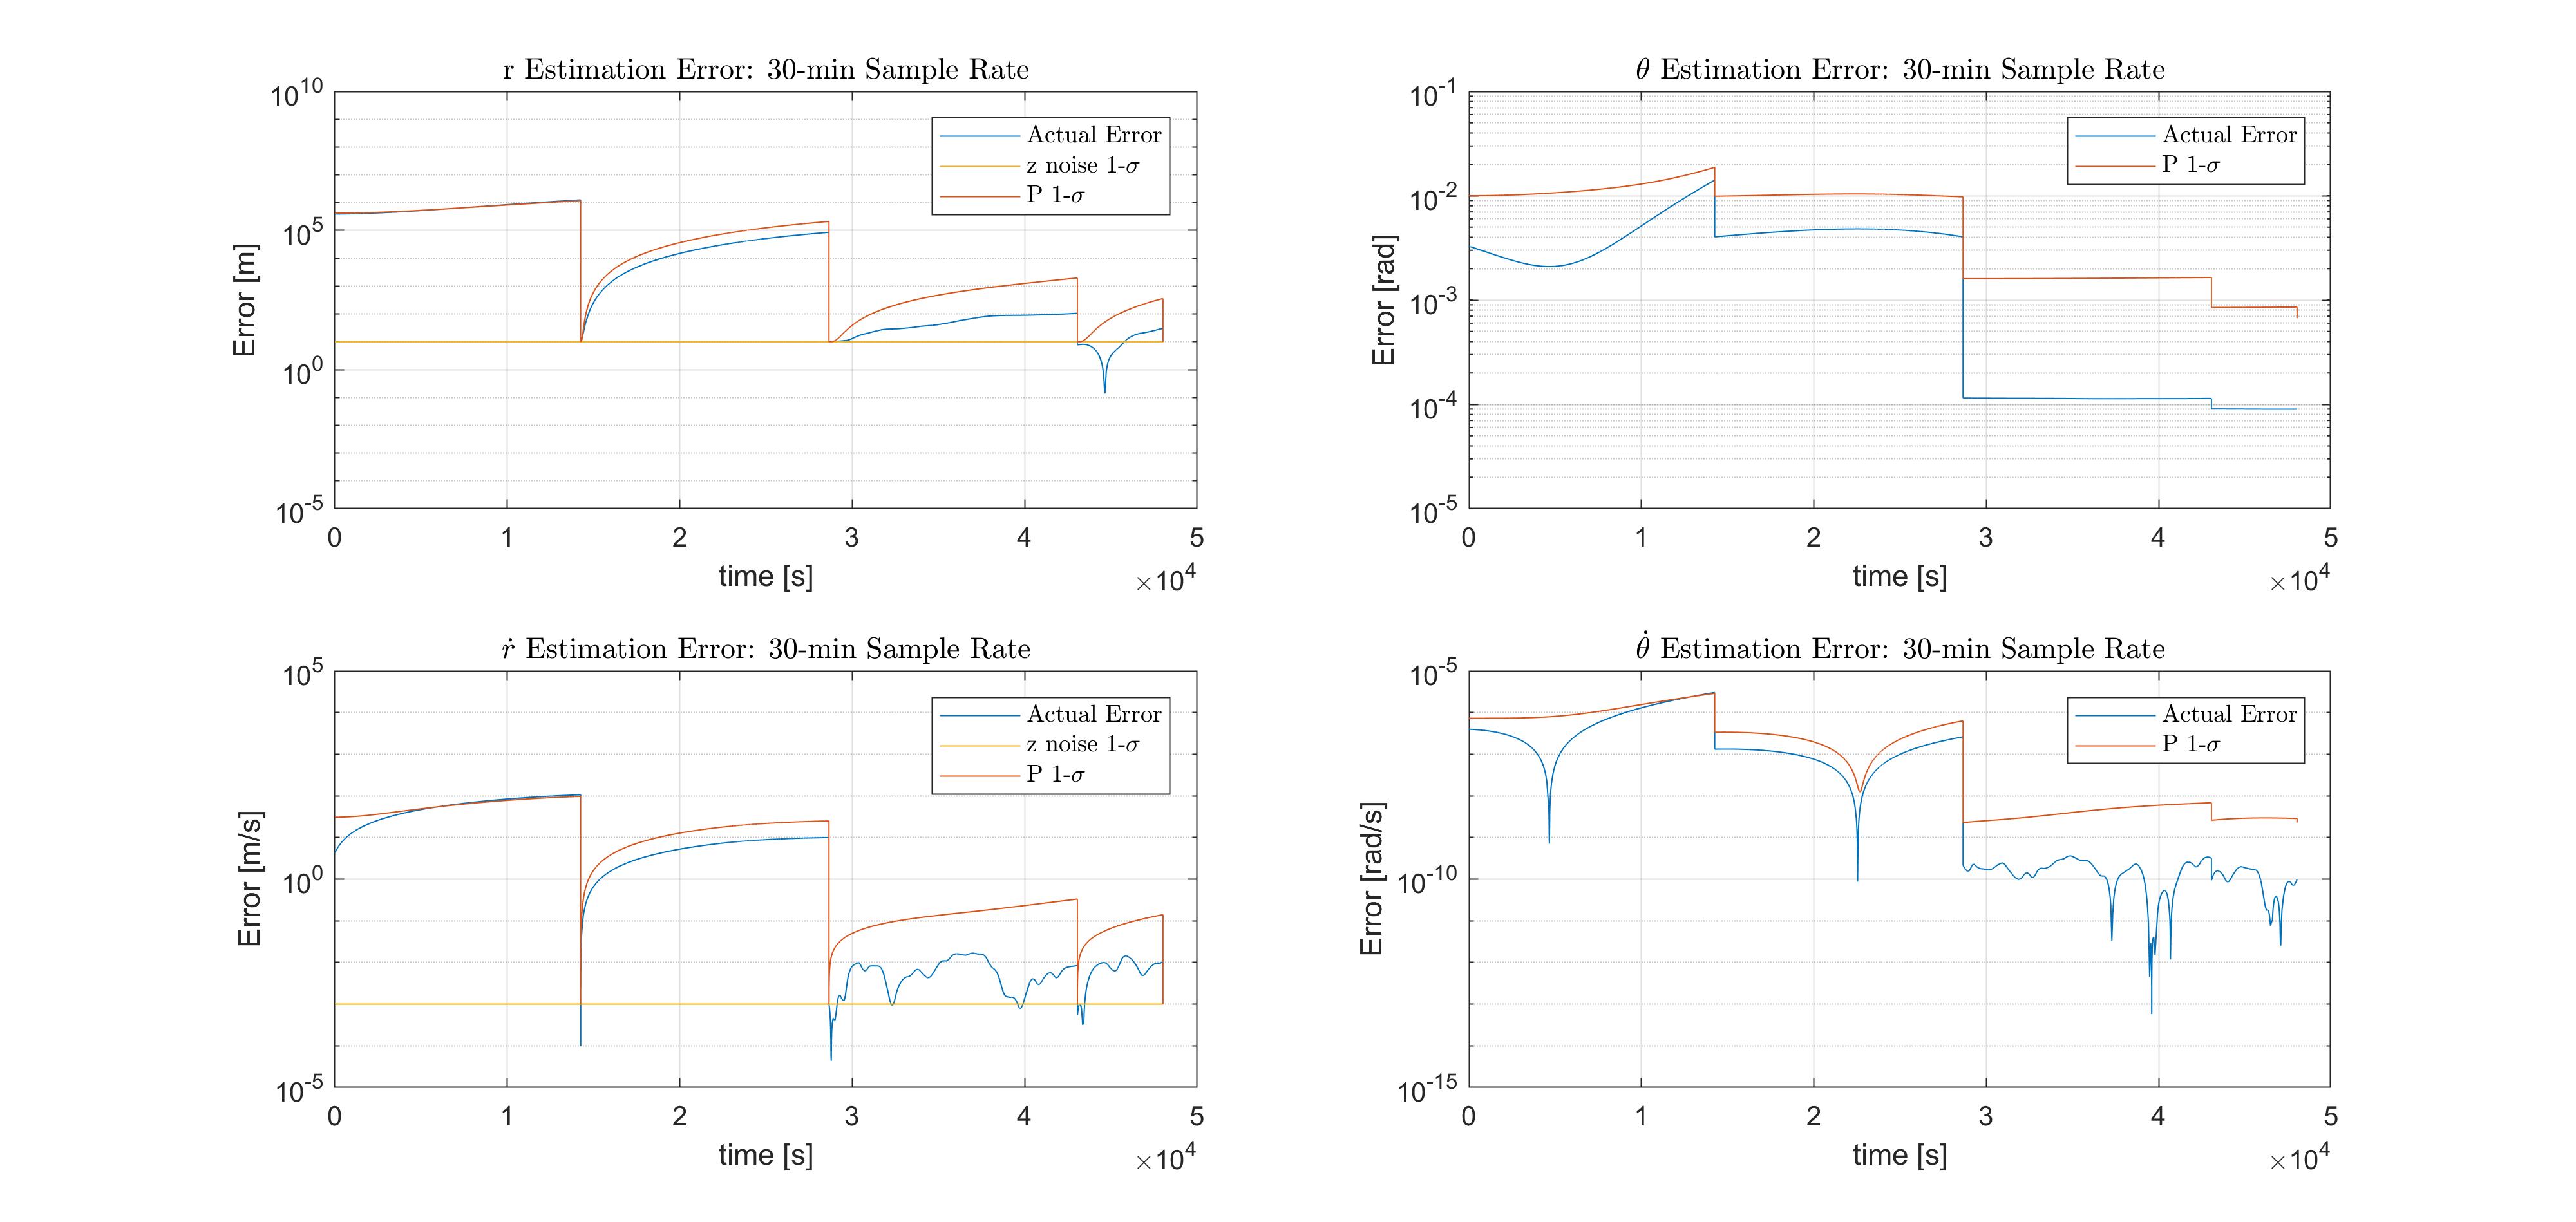 r Estimation Error: 30-min Sample Rate
10^10
10^5
10^0
10^-5
Error [m]
Actual Error
z noise 1-σ
P 1-σ
0 1 2 3 4 5
time [s]
×10^4
θ Estimation Error: 30-min Sample Rate
10^-1
10^-2
10^-3
10^-4
10^-5
Error [rad]
Actual Error
P 1-σ
0 1 2 3 4 5
time [s]
×10^4
ṙ Estimation Error: 30-min Sample Rate
10^5
10^0
10^-5
Error [m/s]
Actual Error
z noise 1-σ
P 1-σ
0 1 2 3 4 5
time [s]
×10^4
θ̇ Estimation Error: 30-min Sample Rate
10^-5
10^-10
10^-15
Error [rad/s]
Actual Error
P 1-σ
0 1 2 3 4 5
time [s]
×10^4